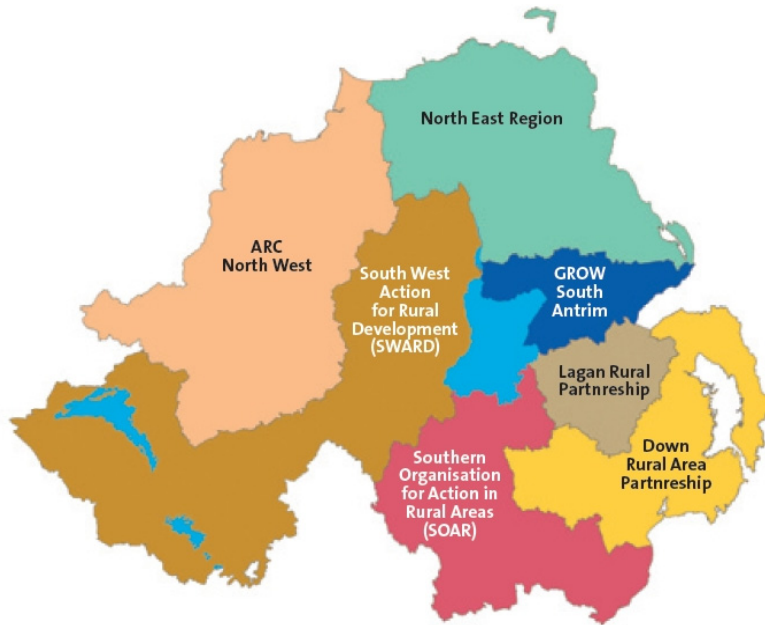 North East Region
ARC
North West
South West
Action
for Rural
Development
(SWARD)
GROW
South
Antrim
Lagan Rural
Partnreship
Down
Rural Area
Partnreship
Southern
Organisation
for Action in
Rural Areas
(SOAR)